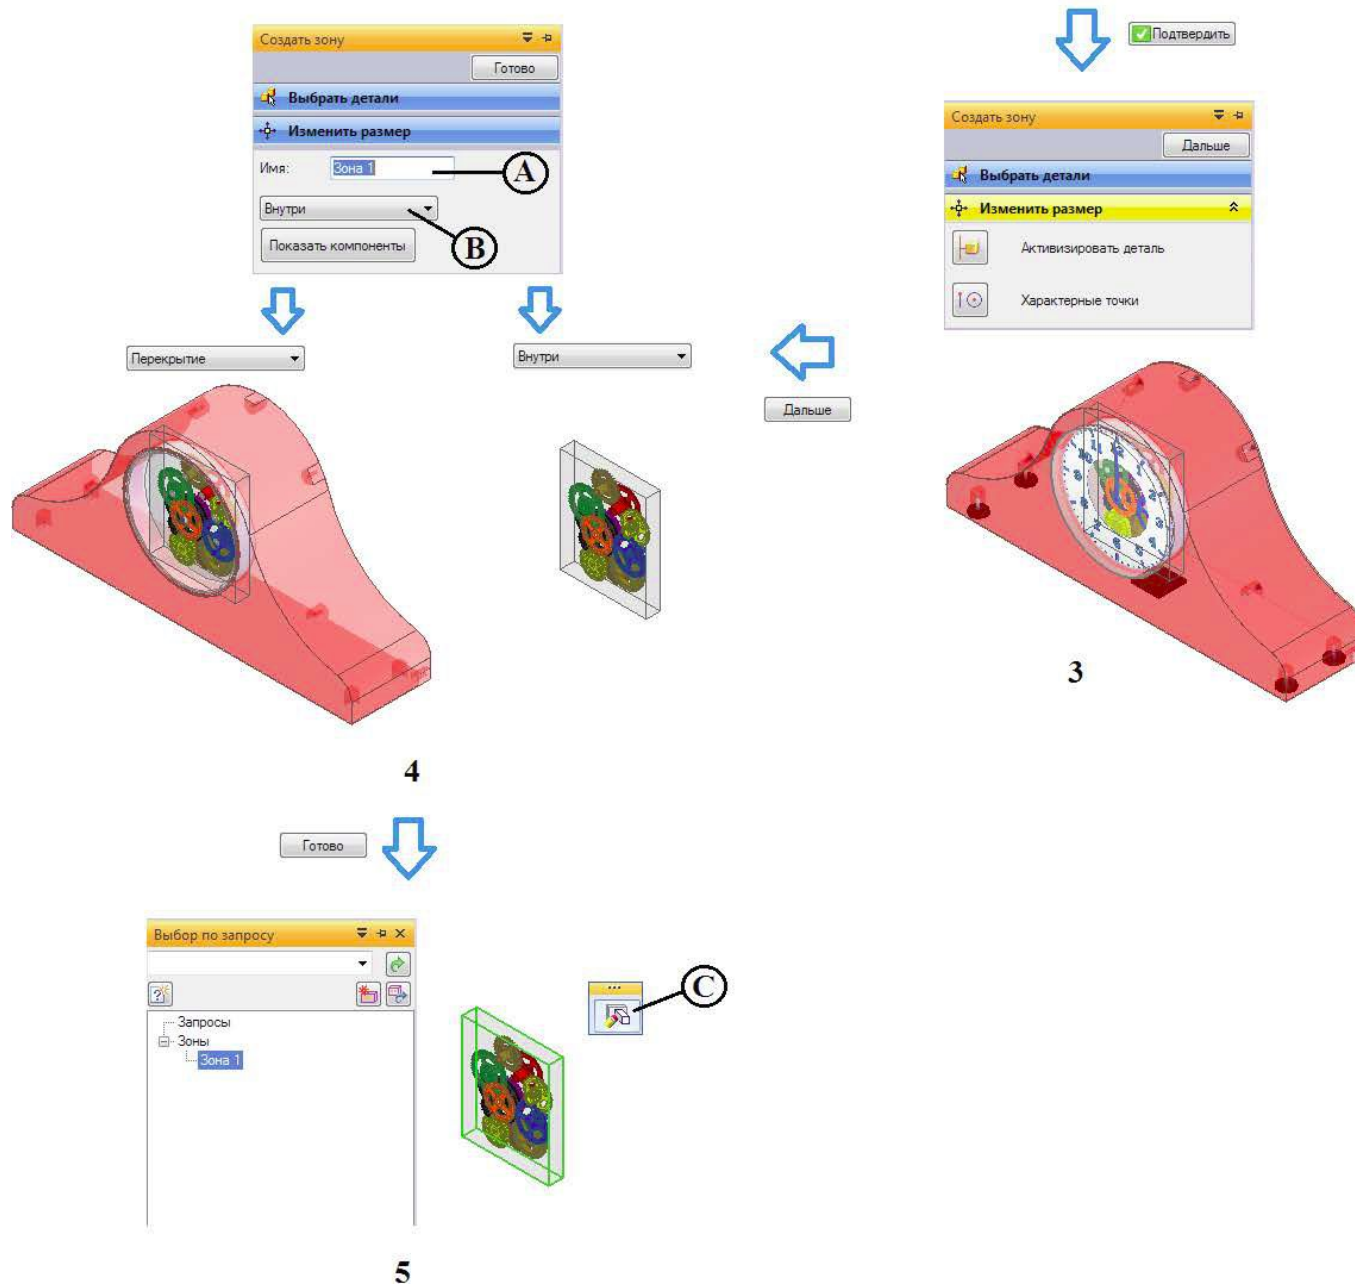 Подтвердить
Создать зону
Дальше
Выбрать детали
Изменить размер
Активизировать деталь
Характерные точки
3
Дальше
Создать зону
Готово
Выбрать детали
Изменить размер
Имя: Зона 1
A
Внутри
B
Показать компоненты
Перекрытие
Внутри
4
Готово
Выбор по запросу
C
Запросы
Зоны
Зона 1
5